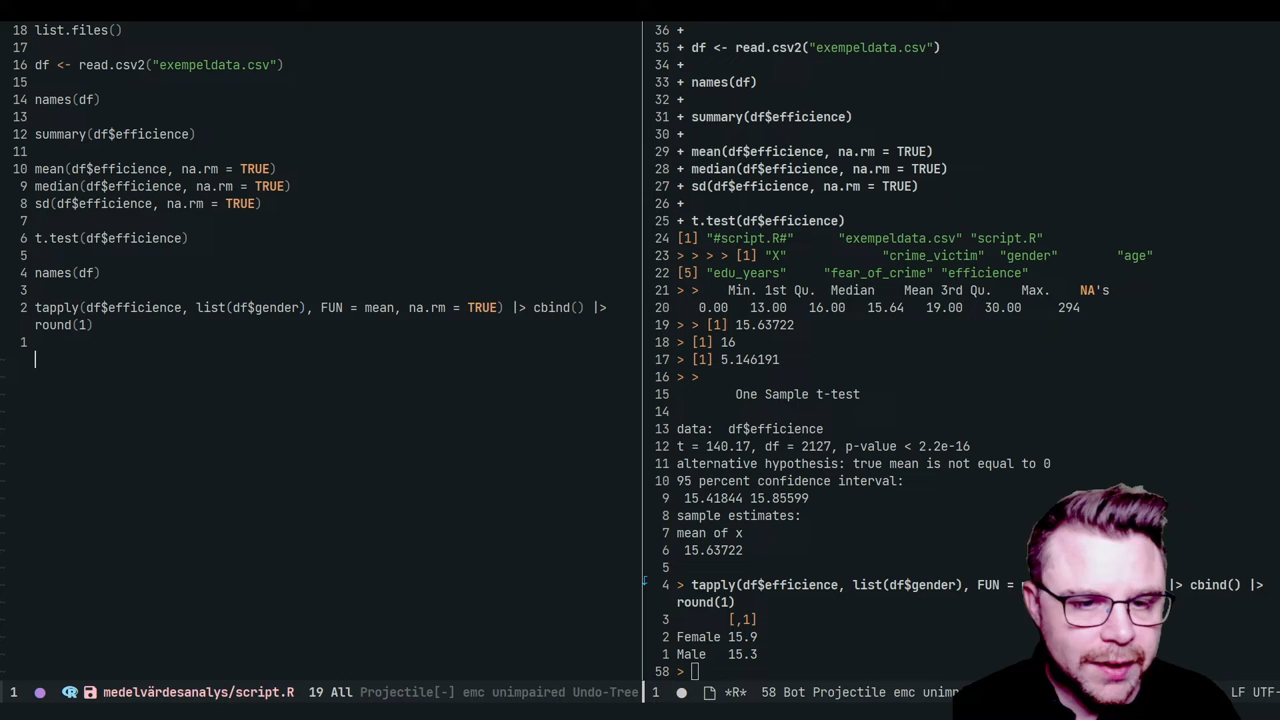 18 list.files()
17
16 df <- read.csv2("exempeldata.csv")
15
14 names(df)
13
12 summary(df$efficience)
11
10 mean(df$efficience, na.rm = TRUE)
9 median(df$efficience, na.rm = TRUE)
8 sd(df$efficience, na.rm = TRUE)
7
6 t.test(df$efficience)
5
4 names(df)
3
2 tapply(df$efficience, list(df$gender), FUN = mean, na.rm = TRUE) |> cbind() |>
round(1)
1
1 medelvärdesanalys/script.R 19 All Projectile[-] emc unimpaired Undo-Tree
36 +
35 + df <- read.csv2("exempeldata.csv")
34 +
33 + names(df)
32 +
31 + summary(df$efficience)
30 +
29 + mean(df$efficience, na.rm = TRUE)
28 + median(df$efficience, na.rm = TRUE)
27 + sd(df$efficience, na.rm = TRUE)
26 +
25 + t.test(df$efficience)
24 [1] "#script.R#" "exempeldata.csv" "script.R"
23 > > > > [1] "X" "crime_victim" "gender" "age"
22 [5] "edu_years" "fear_of_crime" "efficience"
21 > > Min. 1st Qu. Median Mean 3rd Qu. Max. NA's
20 0.00 13.00 16.00 15.64 19.00 30.00 294
19 > > [1] 15.63722
18 [1] 16
17 > [1] 5.146191
16 > >
15 One Sample t-test
14
13 data: df$efficience
12 t = 140.17, df = 2127, p-value < 2.2e-16
11 alternative hypothesis: true mean is not equal to 0
10 95 percent confidence interval:
9 15.41844 15.85599
8 sample estimates:
7 mean of x
6 15.63722
5
4 > tapply(df$efficience, list(df$gender), FUN = |> cbind() |>
round(1)
3 [,1]
2 Female 15.9
1 Male 15.3
58 >
1 *R* 58 Bot Projectile emc LF UTF-